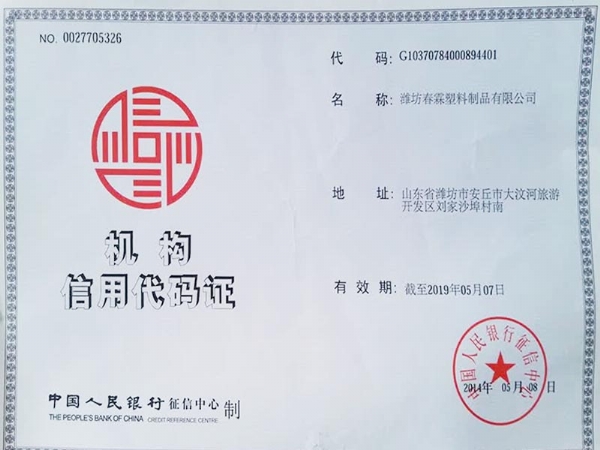 NO. 0027705326
代 码: G10370784000894401
名 称: 潍坊春霖塑料制品有限公司
地 址: 山东省潍坊市安丘市大汶河旅游
开发区刘家沙埠村南
机 构
信用代码证
有 效 期: 截至2019年05月07日
中国人民银行征信中心
2014年 05月 08日
中国人民银行征信中心 制
THE PEOPLE'S BANK OF CHINA CREDIT REFERENCE CENTRE